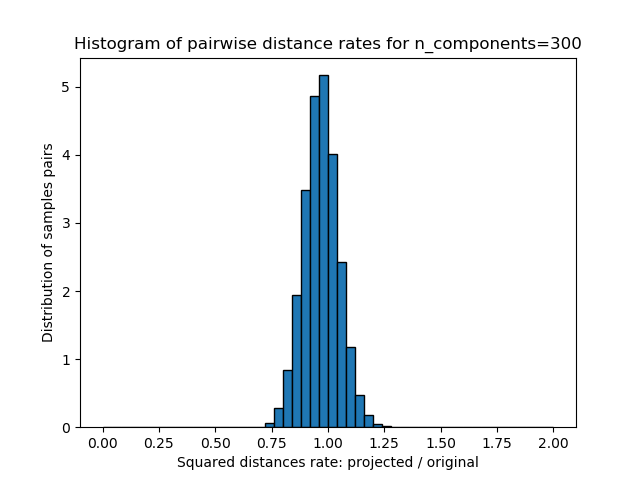 Histogram of pairwise distance rates for n_components=300
Distribution of samples pairs
5
4
3
2
1
0
0.00 0.25 0.50 0.75 1.00 1.25 1.50 1.75 2.00
Squared distances rate: projected / original